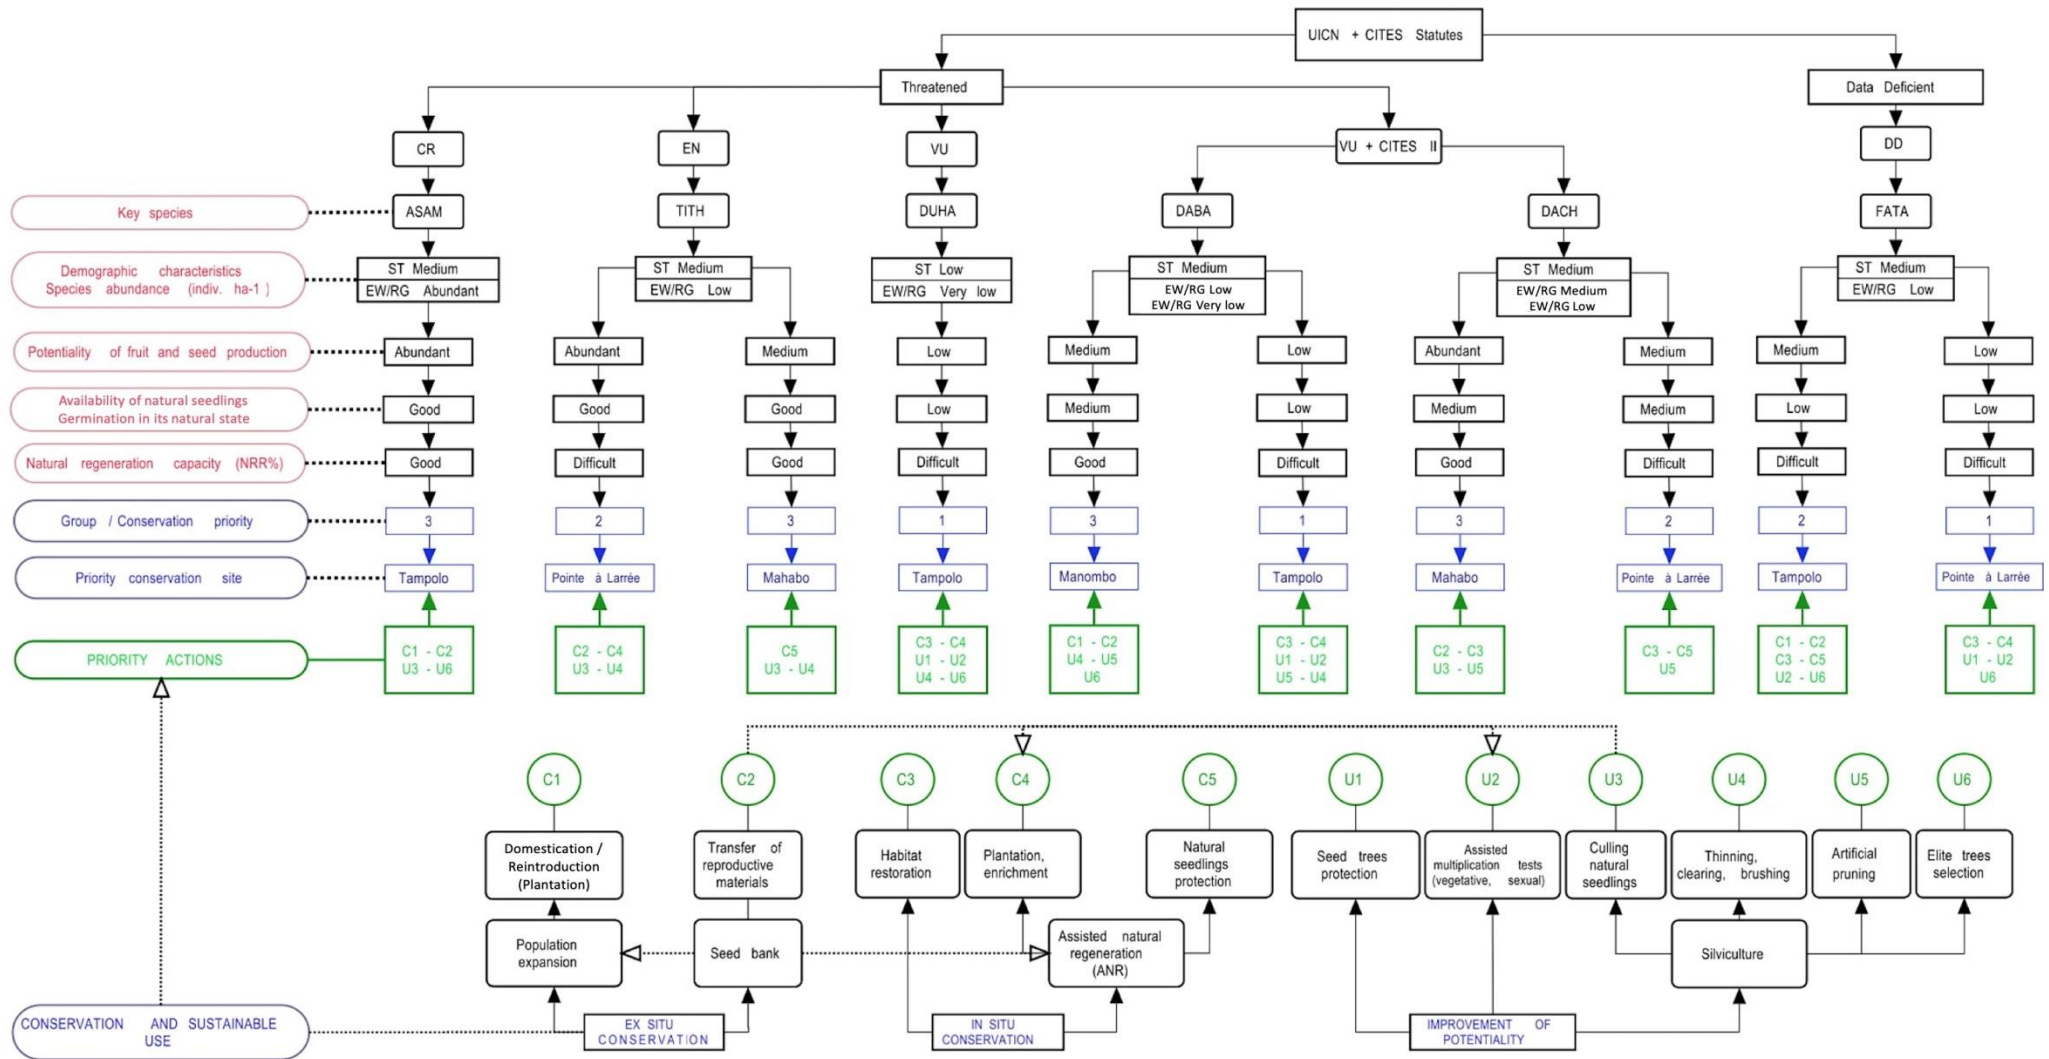 UICN + CITES Statutes
Threatened
Data Deficient
CR
EN
VU
VU + CITES II
DD
Key species
ASAM
TITH
DUHA
DABA
DACH
FATA
Demographic characteristics
Species abundance (indiv. ha-1 )
ST Medium
EW/RG Abundant
ST Medium
EW/RG Low
ST Low
EW/RG Very low
ST Medium
EW/RG Low
EW/RG Very low
ST Medium
EW/RG Medium
EW/RG Low
ST Medium
EW/RG Low
Potentiality of fruit and seed production
Abundant
Abundant
Medium
Low
Medium
Low
Abundant
Medium
Medium
Low
Availability of natural seedlings
Germination in its natural state
Good
Good
Good
Low
Medium
Low
Medium
Medium
Low
Low
Natural regeneration capacity (NRR%)
Good
Difficult
Good
Difficult
Good
Difficult
Good
Difficult
Difficult
Difficult
Group / Conservation priority
3
2
3
1
3
1
3
2
2
1
Priority conservation site
Tampolo
Pointe à Larrée
Mahabo
Tampolo
Manombo
Tampolo
Mahabo
Pointe à Larrée
Tampolo
Pointe à Larrée
PRIORITY ACTIONS
C1 - C2
U3 - U6
C2 - C4
U3 - U4
C5
U3 - U4
C3 - C4
U1 - U2
U4 - U6
C1 - C2
U4 - U5
U6
C3 - C4
U1 - U2
U5 - U4
C2 - C3
U3 - U5
C3 - C5
U5
C1 - C2
C3 - C5
U2 - U6
C3 - C4
U1 - U2
U6
C1
C2
C3
C4
C5
U1
U2
U3
U4
U5
U6
Domestication /
Reintroduction
(Plantation)
Transfer of
reproductive
materials
Habitat
restoration
Plantation,
enrichment
Natural
seedlings
protection
Seed trees
protection
Assisted
multiplication tests
(vegetative, sexual)
Culling
natural
seedlings
Thinning,
clearing, brushing
Artificial
pruning
Elite trees
selection
Population
expansion
Seed bank
Assisted natural
regeneration
(ANR)
Silviculture
CONSERVATION AND SUSTAINABLE
USE
EX SITU
CONSERVATION
IN SITU
CONSERVATION
IMPROVEMENT OF
POTENTIALITY